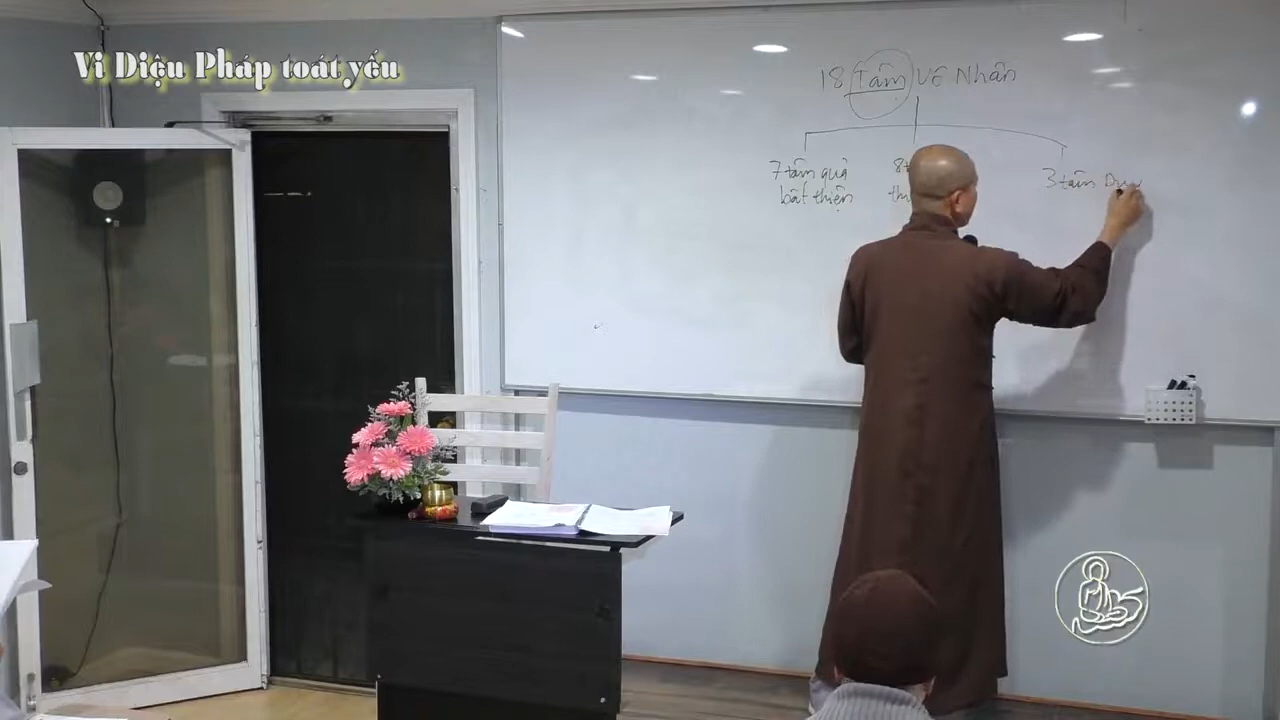 Vi Diệu Pháp toát yếu
18 Tâm Vô Nhân
7 tâm quả
bất thiện
3 tâm